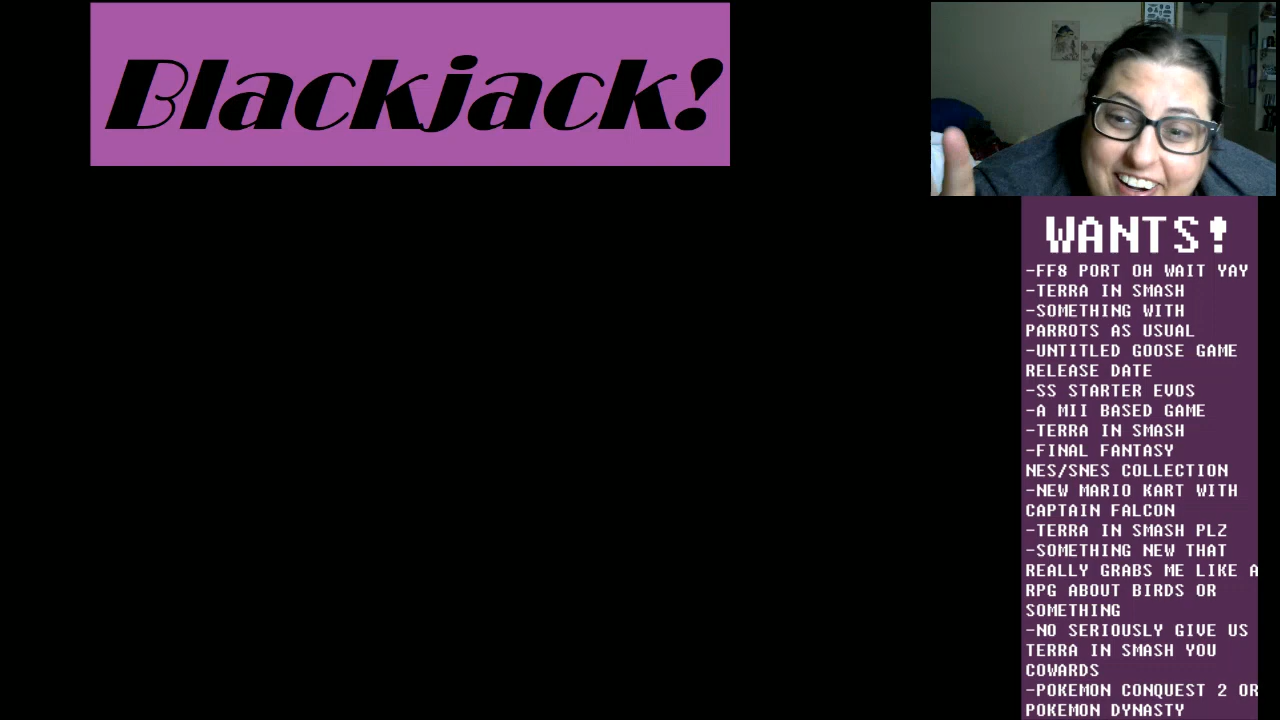 Blackjack!
WANTS!
-FF8 PORT OH WAIT YAY
-TERRA IN SMASH
-SOMETHING WITH
PARROTS AS USUAL
-UNTITLED GOOSE GAME
RELEASE DATE
-SS STARTER EVOS
-A MII BASED GAME
-TERRA IN SMASH
-FINAL FANTASY
NES/SNES COLLECTION
-NEW MARIO KART WITH
CAPTAIN FALCON
-TERRA IN SMASH PLZ
-SOMETHING NEW THAT
REALLY GRABS ME LIKE A
RPG ABOUT BIRDS OR
SOMETHING
-NO SERIOUSLY GIVE US
TERRA IN SMASH YOU
COWARDS
-POKEMON CONQUEST 2 OR
POKEMON DYNASTY